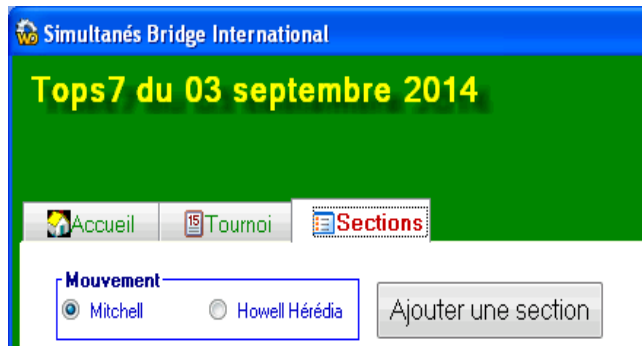 Simultanés Bridge International
Tops7 du 03 septembre 2014
Accueil Tournoi Sections
Mouvement
Mitchell Howell Hérédia Ajouter une section